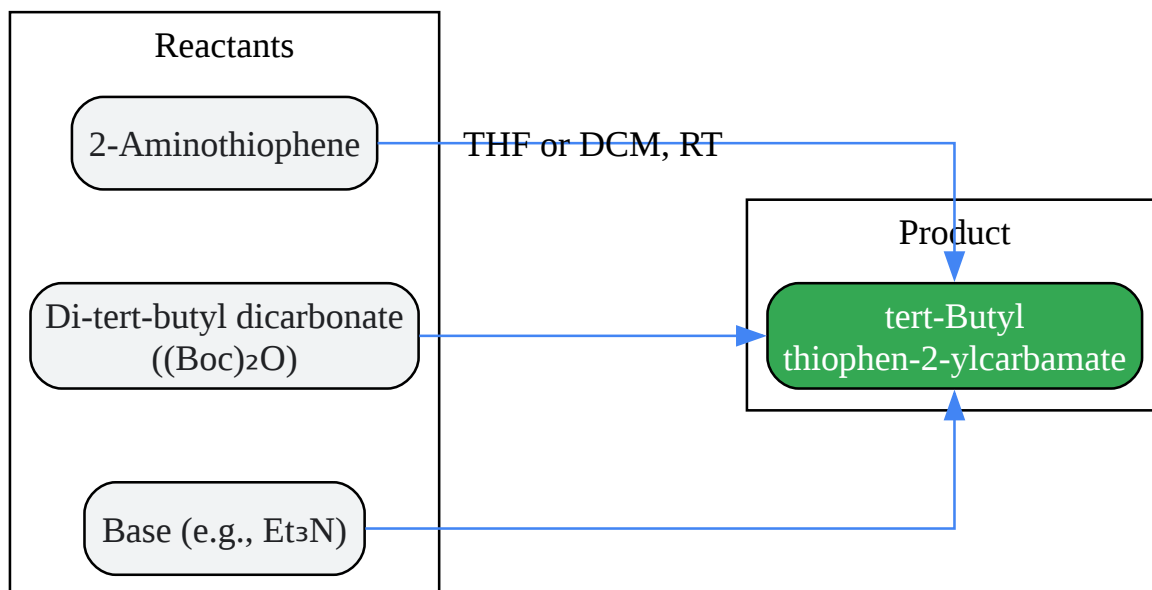 Reactants
2-Aminothiophene
THF or DCM, RT
Product
Di-tert-butyl dicarbonate
((Boc)₂O)
tert-Butyl
thiophen-2-ylcarbamate
Base (e.g., Et₃N)